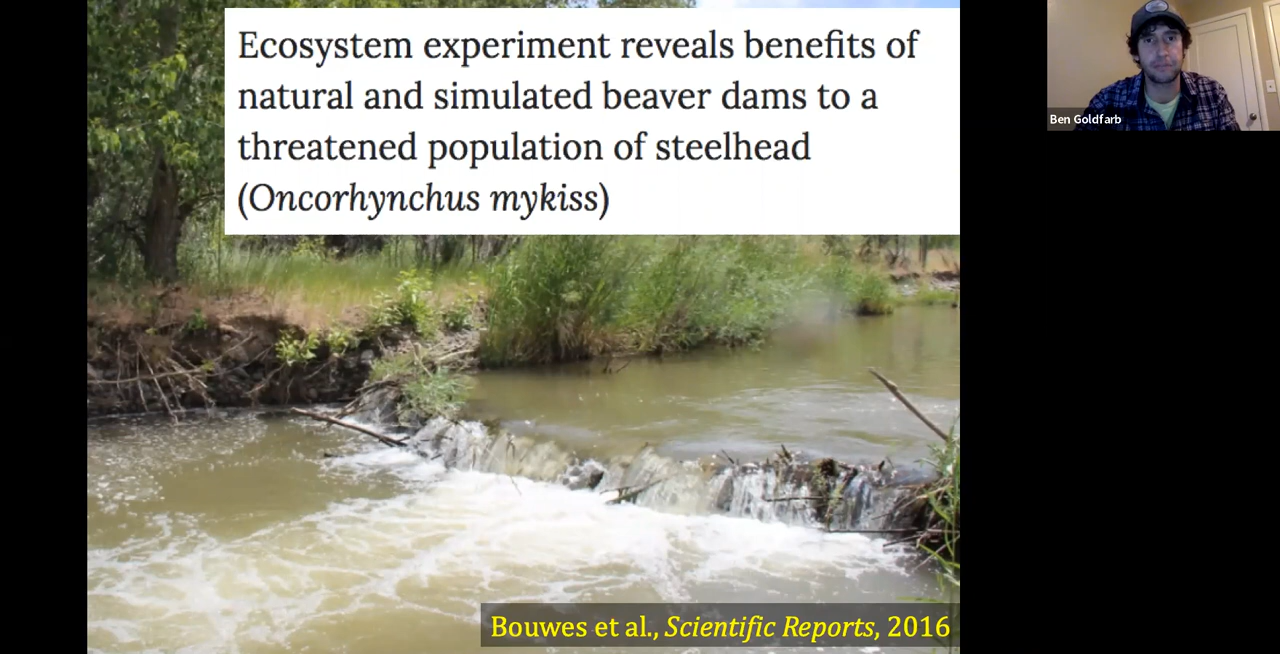 Ecosystem experiment reveals benefits of
natural and simulated beaver dams to a
threatened population of steelhead
(Oncorhynchus mykiss)
Ben Goldfarb
Bouwes et al., Scientific Reports, 2016